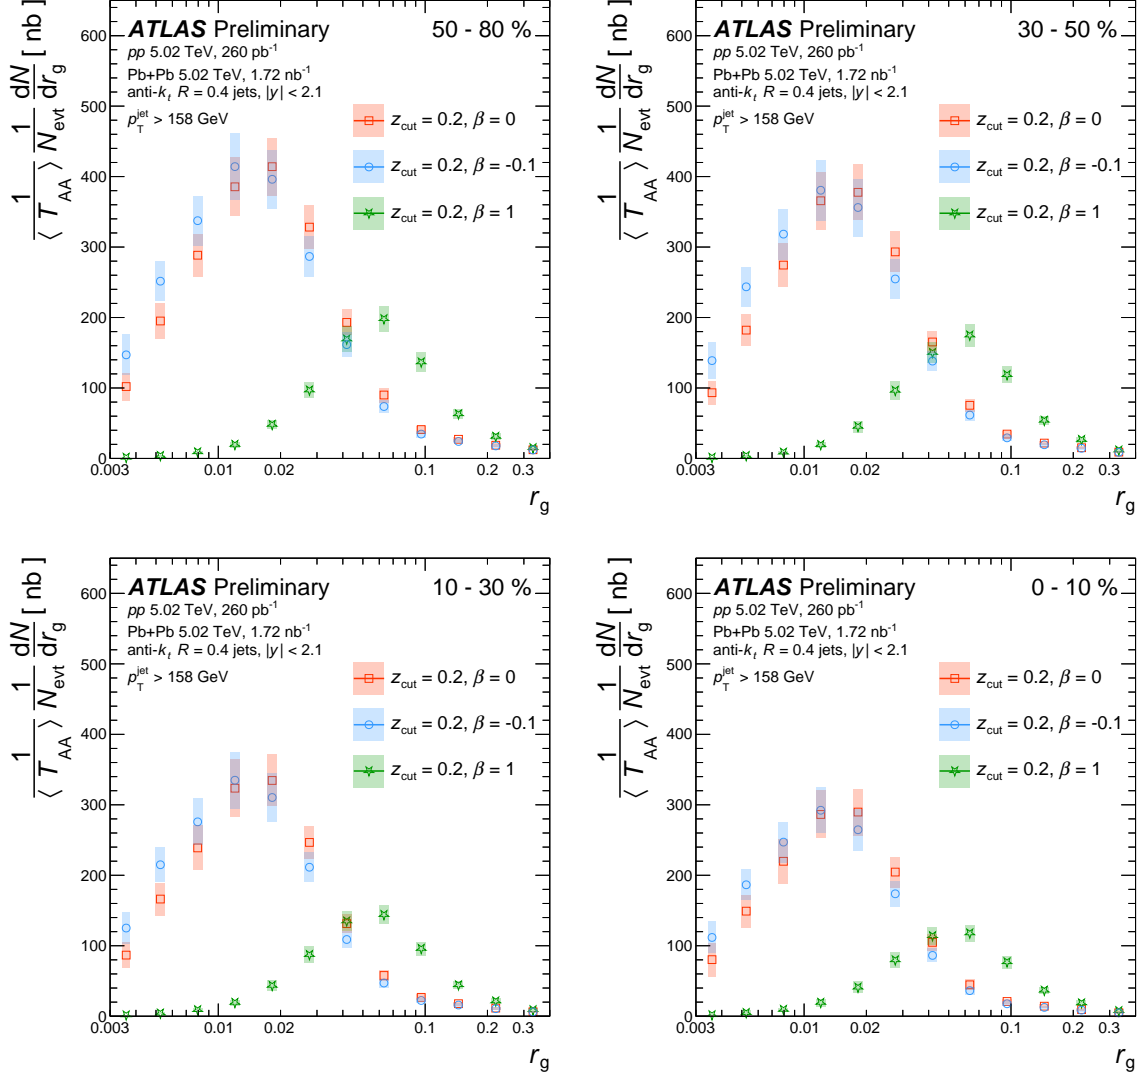 ATLAS Preliminary
50 - 80 %
pp 5.02 TeV, 260 pb⁻¹
Pb+Pb 5.02 TeV, 1.72 nb⁻¹
anti-kₜ R = 0.4 jets, |y| < 2.1
p_T^jet > 158 GeV
z_cut = 0.2, β = 0
z_cut = 0.2, β = -0.1
z_cut = 0.2, β = 1
1/⟨T_AA⟩ 1/N_evt dN/dr_g [ nb ]
600
500
400
300
200
100
0
0.003 0.01 0.02 0.1 0.2 0.3
r_g
ATLAS Preliminary
30 - 50 %
pp 5.02 TeV, 260 pb⁻¹
Pb+Pb 5.02 TeV, 1.72 nb⁻¹
anti-kₜ R = 0.4 jets, |y| < 2.1
p_T^jet > 158 GeV
z_cut = 0.2, β = 0
z_cut = 0.2, β = -0.1
z_cut = 0.2, β = 1
1/⟨T_AA⟩ 1/N_evt dN/dr_g [ nb ]
600
500
400
300
200
100
0
0.003 0.01 0.02 0.1 0.2 0.3
r_g
ATLAS Preliminary
10 - 30 %
pp 5.02 TeV, 260 pb⁻¹
Pb+Pb 5.02 TeV, 1.72 nb⁻¹
anti-kₜ R = 0.4 jets, |y| < 2.1
p_T^jet > 158 GeV
z_cut = 0.2, β = 0
z_cut = 0.2, β = -0.1
z_cut = 0.2, β = 1
1/⟨T_AA⟩ 1/N_evt dN/dr_g [ nb ]
600
500
400
300
200
100
0
0.003 0.01 0.02 0.1 0.2 0.3
r_g
ATLAS Preliminary
0 - 10 %
pp 5.02 TeV, 260 pb⁻¹
Pb+Pb 5.02 TeV, 1.72 nb⁻¹
anti-kₜ R = 0.4 jets, |y| < 2.1
p_T^jet > 158 GeV
z_cut = 0.2, β = 0
z_cut = 0.2, β = -0.1
z_cut = 0.2, β = 1
1/⟨T_AA⟩ 1/N_evt dN/dr_g [ nb ]
600
500
400
300
200
100
0
0.003 0.01 0.02 0.1 0.2 0.3
r_g